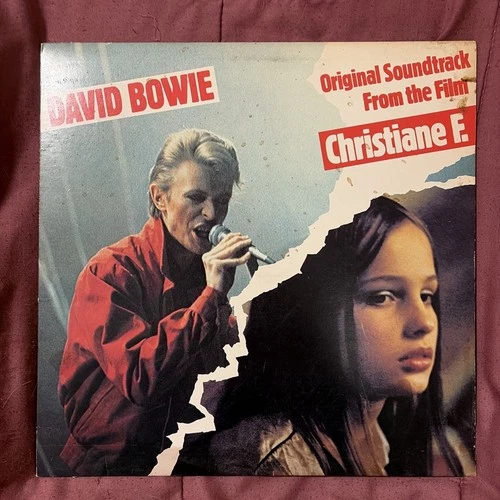 DAVID BOWIE
Original Soundtrack
From the Film
Christiane F.